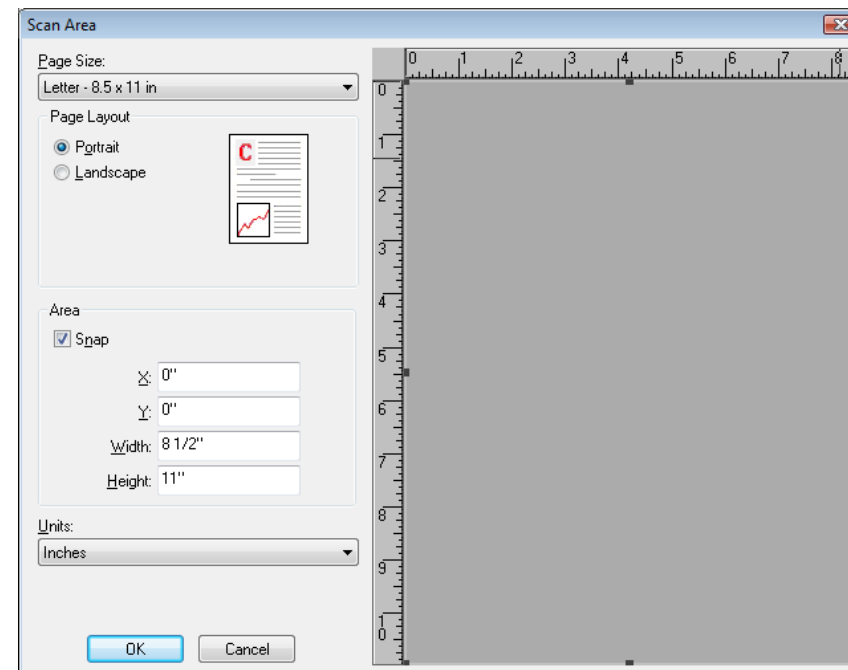 Scan Area
Page Size:
Letter - 8.5 x 11 in
Page Layout
Portrait
Landscape
C
Area
Snap
X: 0"
Y: 0"
Width: 8 1/2"
Height: 11"
Units:
Inches
OK Cancel
0 1 2 3 4 5 6 7 8
0
1
2
3
4
5
6
7
8
9
10